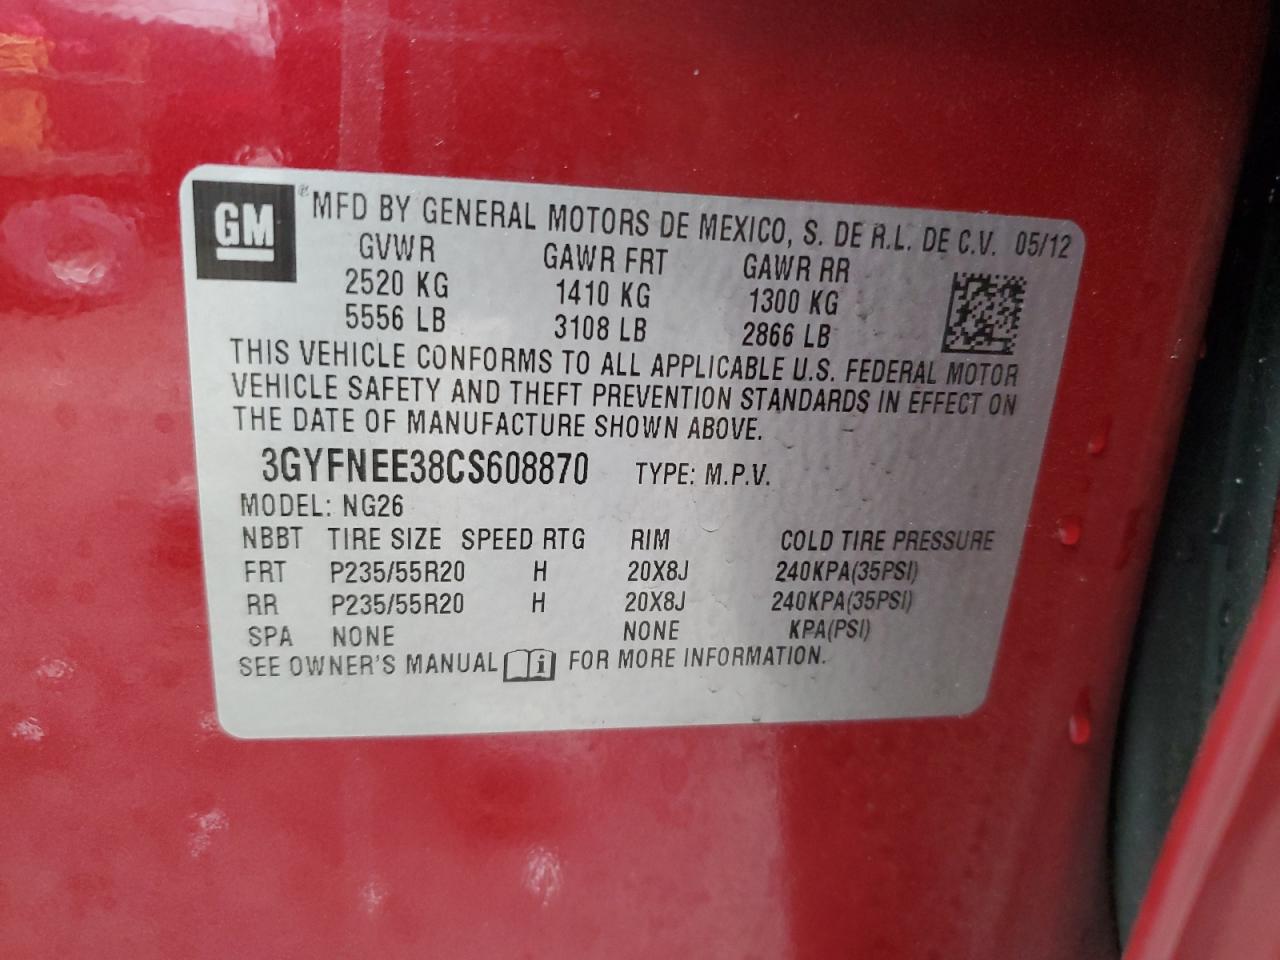 GM ® MFD BY GENERAL MOTORS DE MEXICO, S. DE R.L. DE C.V. 05/12
GVWR GAWR FRT GAWR RR
2520 KG 1410 KG 1300 KG
5556 LB 3108 LB 2866 LB
THIS VEHICLE CONFORMS TO ALL APPLICABLE U.S. FEDERAL MOTOR
VEHICLE SAFETY AND THEFT PREVENTION STANDARDS IN EFFECT ON
THE DATE OF MANUFACTURE SHOWN ABOVE.
3GYFNEE38CS608870 TYPE: M.P.V.
MODEL: NG26
NBBT TIRE SIZE SPEED RTG RIM COLD TIRE PRESSURE
FRT P235/55R20 H 20X8J 240KPA(35PSI)
RR P235/55R20 H 20X8J 240KPA(35PSI)
SPA NONE NONE KPA(PSI)
SEE OWNER'S MANUAL i FOR MORE INFORMATION.